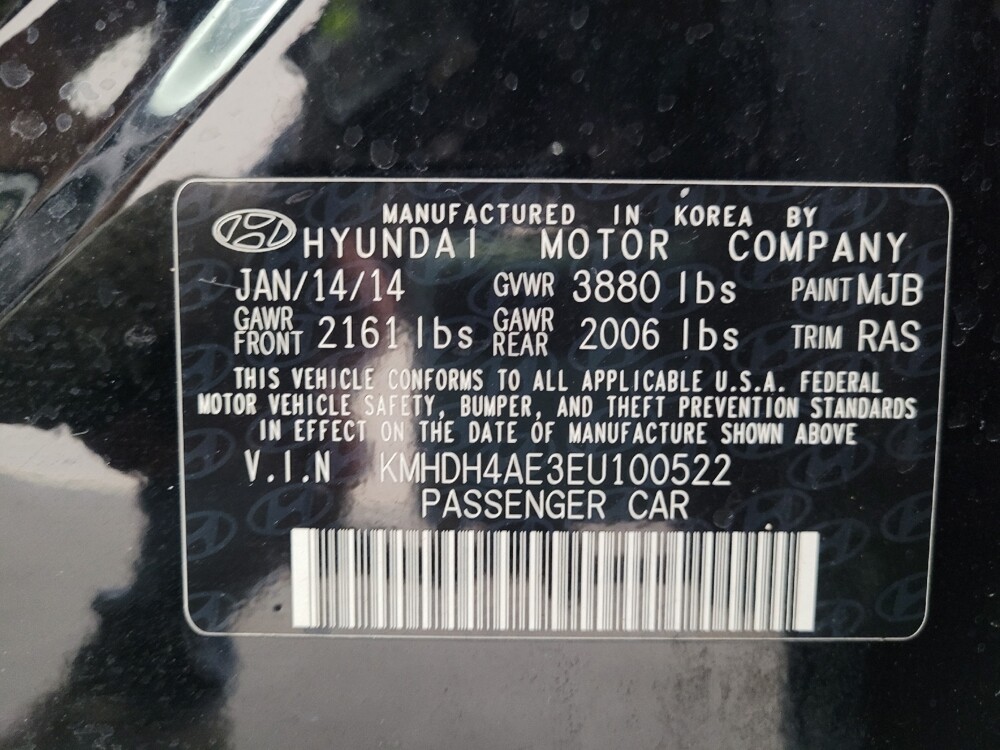 MANUFACTURED IN KOREA BY
HYUNDAI MOTOR COMPANY
JAN/14/14 GVWR 3880 lbs PAINT MJB
GAWR FRONT 2161 lbs GAWR REAR 2006 lbs TRIM RAS
THIS VEHICLE CONFORMS TO ALL APPLICABLE U.S.A. FEDERAL
MOTOR VEHICLE SAFETY, BUMPER, AND THEFT PREVENTION STANDARDS
IN EFFECT ON THE DATE OF MANUFACTURE SHOWN ABOVE
V.I.N KMHDH4AE3EU100522
PASSENGER CAR